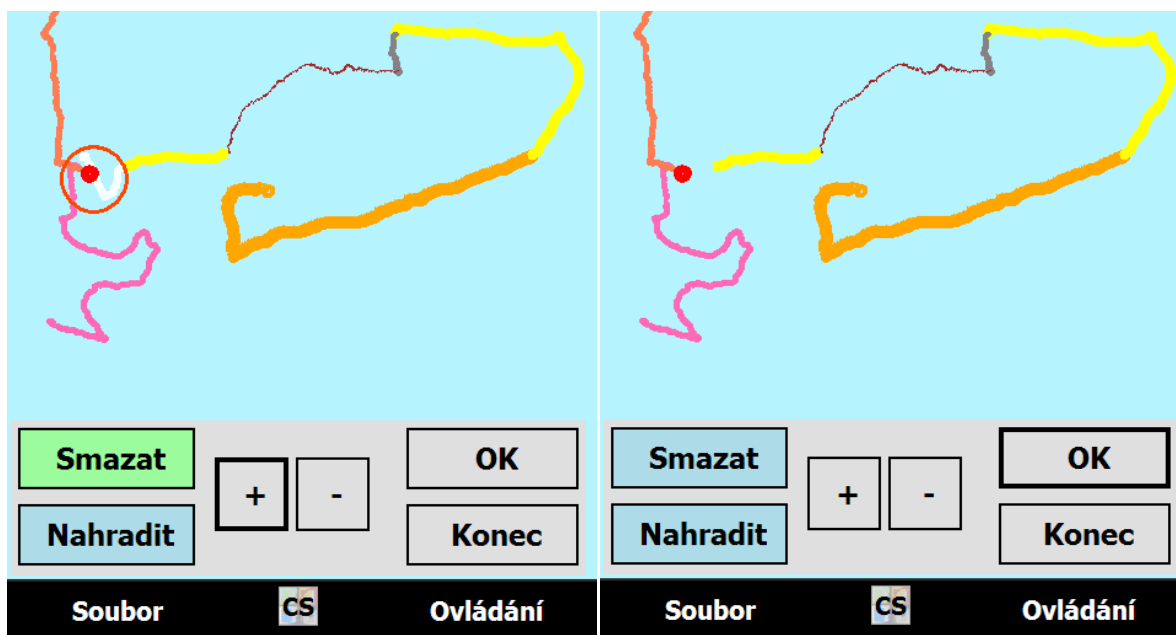 Smazat
+
-
OK
Nahradit
Konec
Soubor
CS
Ovládání
Smazat
+
-
OK
Nahradit
Konec
Soubor
CS
Ovládání